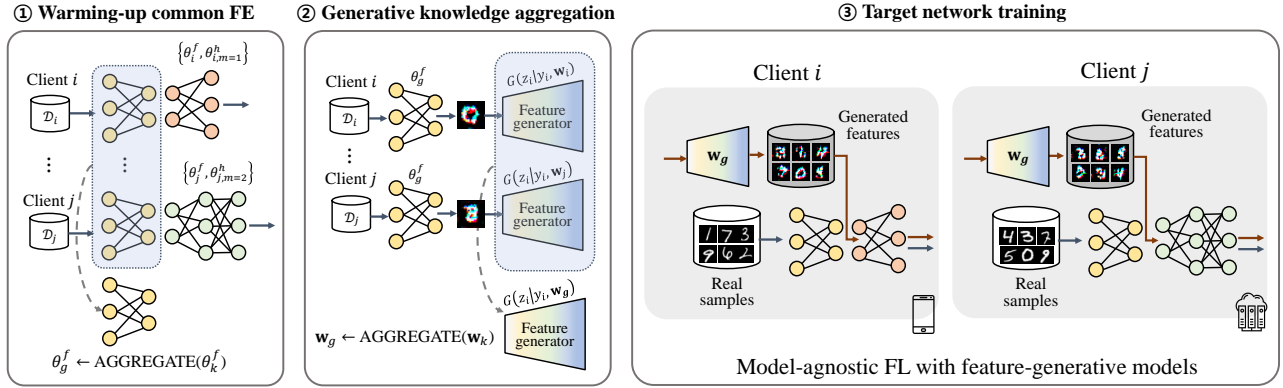 ① Warming-up common FE
{θ_i^f, θ_{i,m=1}^h}
Client i
𝒟_i
⋮
⋮
{θ_j^f, θ_{j,m=2}^h}
Client j
𝒟_j
θ_g^f ← AGGREGATE(θ_k^f)
② Generative knowledge aggregation
Client i
θ_g^f
G(z_i|y_i, w_i)
𝒟_i
Feature
generator
⋮
Client j
θ_g^f
G(z_i|y_i, w_j)
𝒟_j
Feature
generator
G(z_i|y_i, w_g)
w_g ← AGGREGATE(w_k)
Feature
generator
③ Target network training
Client i
Generated
features
w_g
1 7 3
9 6 2
Real
samples
Client j
Generated
features
w_g
4 3 7
5 0 9
Real
samples
Model-agnostic FL with feature-generative models